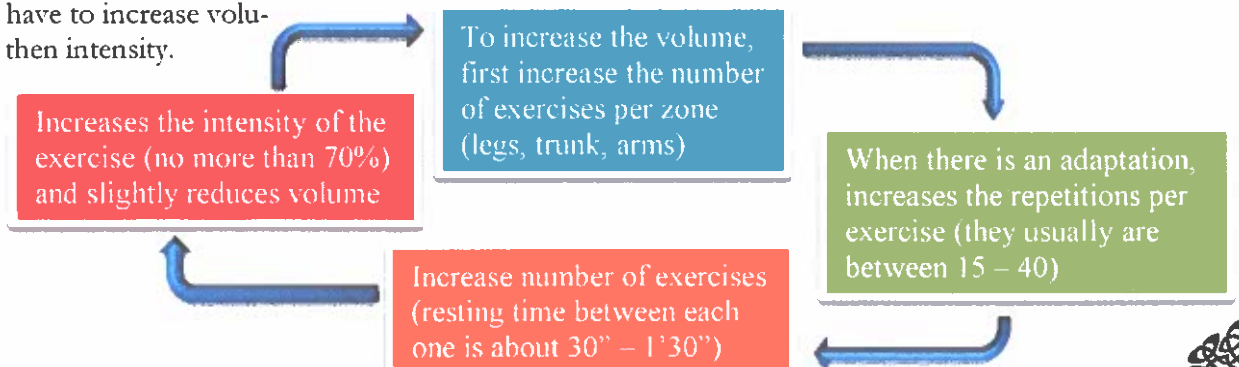 have to increase volu-
then intensity.
To increase the volume,
first increase the number
of exercises per zone
(legs, trunk, arms)
When there is an adaptation,
increases the repetitions per
exercise (they usually are
between 15 – 40)
Increase number of exercises
(resting time between each
one is about 30” – 1’30”)
Increases the intensity of the
exercise (no more than 70%)
and slightly reduces volume